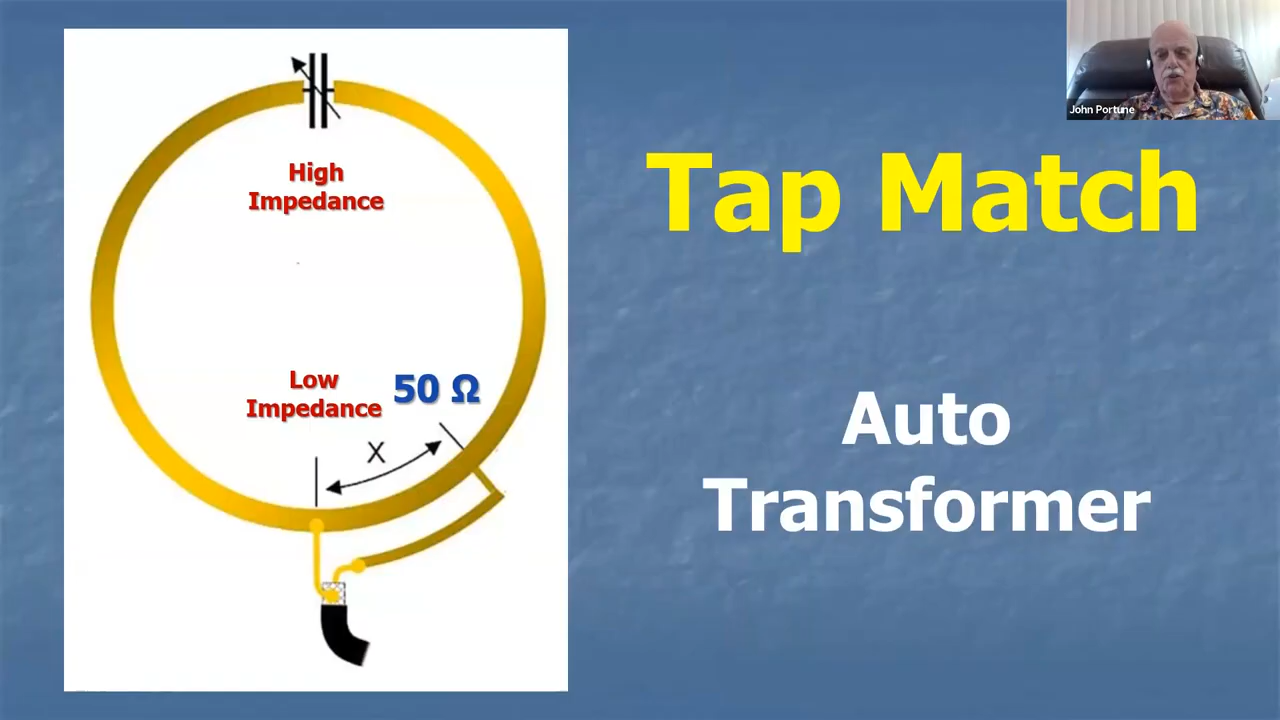 John Portune
Tap Match
High
Impedance
Low
Impedance
50 Ω
X
Auto
Transformer